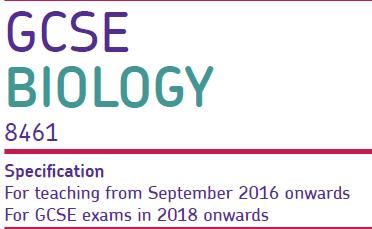 GCSE
BIOLOGY
8461
Specification
For teaching from September 2016 onwards
For GCSE exams in 2018 onwards